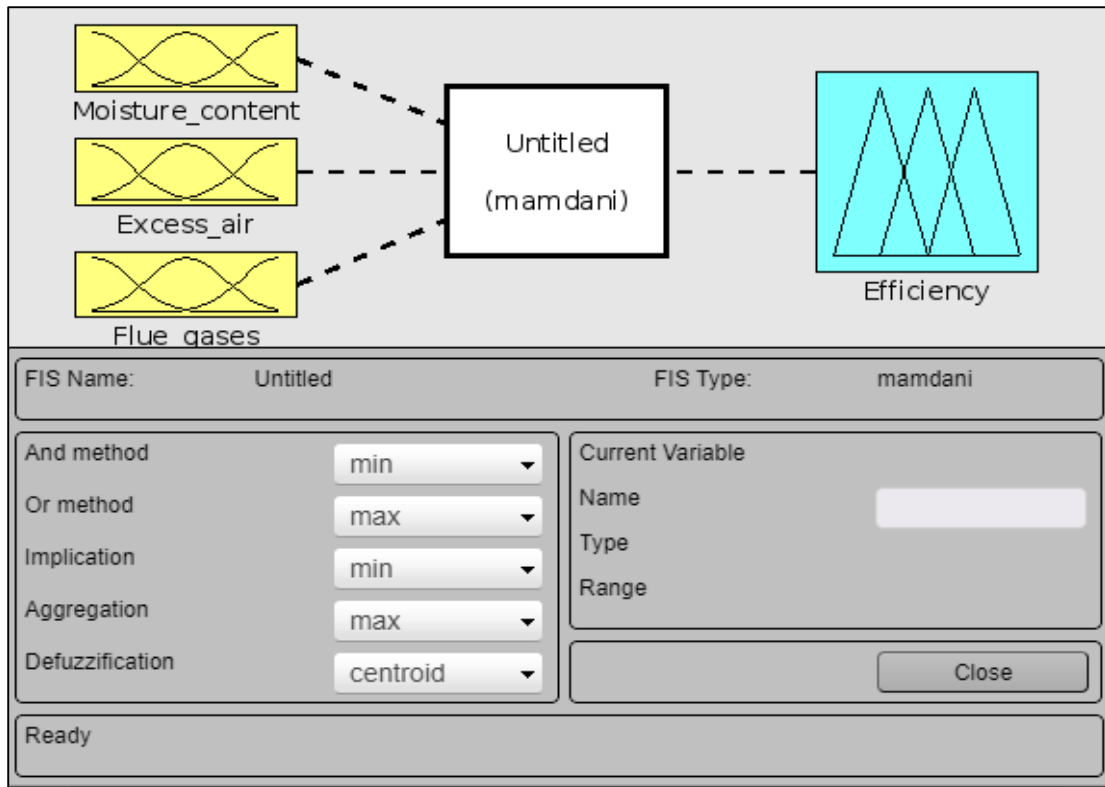 Moisture_content
Excess_air
Flue_gases
Untitled
(mamdani)
Efficiency
FIS Name: Untitled FIS Type: mamdani
And method min
Or method max
Implication min
Aggregation max
Defuzzification centroid
Current Variable
Name
Type
Range
Close
Ready